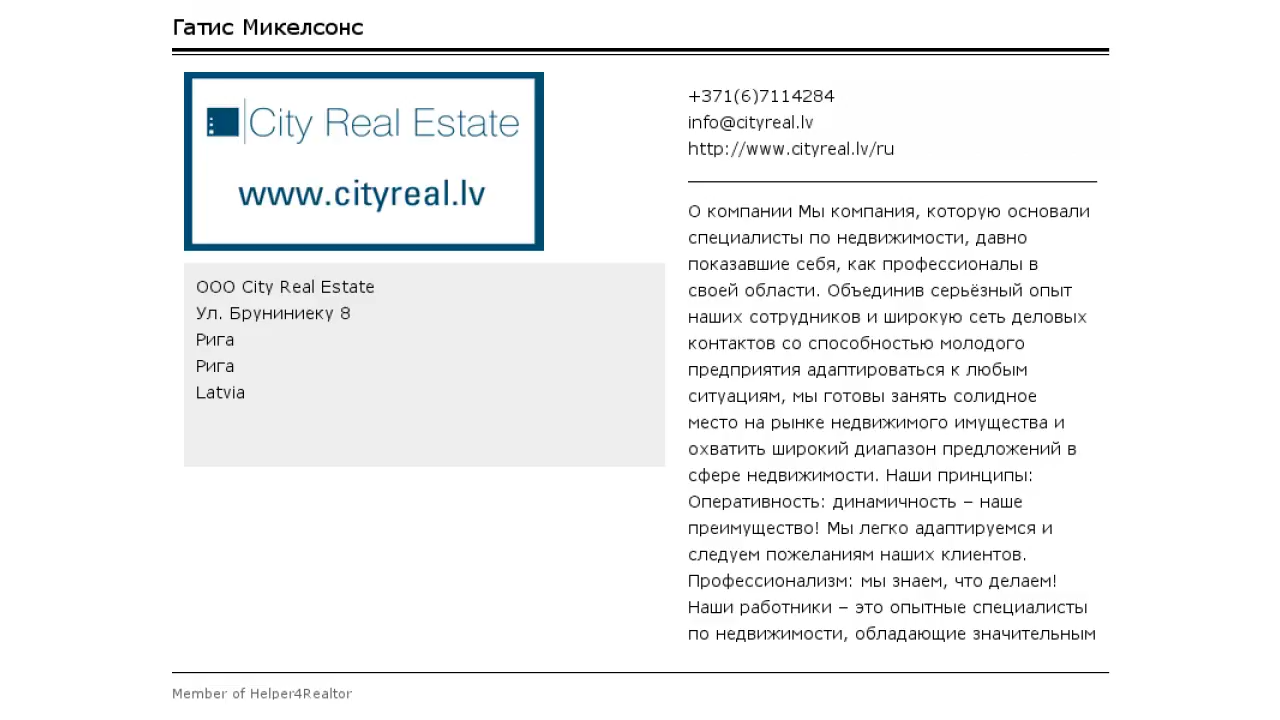 Гатис Микелсонс
City Real Estate
www.cityreal.lv
ООО City Real Estate
Ул. Бруниниеку 8
Рига
Рига
Latvia
+371(6)7114284
info@cityreal.lv
http://www.cityreal.lv/ru
О компании Мы компания, которую основали
специалисты по недвижимости, давно
показавшие себя, как профессионалы в
своей области. Объединив серьёзный опыт
наших сотрудников и широкую сеть деловых
контактов со способностью молодого
предприятия адаптироваться к любым
ситуациям, мы готовы занять солидное
место на рынке недвижимого имущества и
охватить широкий диапазон предложений в
сфере недвижимости. Наши принципы:
Оперативность: динамичность – наше
преимущество! Мы легко адаптируемся и
следуем пожеланиям наших клиентов.
Профессионализм: мы знаем, что делаем!
Наши работники – это опытные специалисты
по недвижимости, обладающие значительным
Member of Helper4Realtor